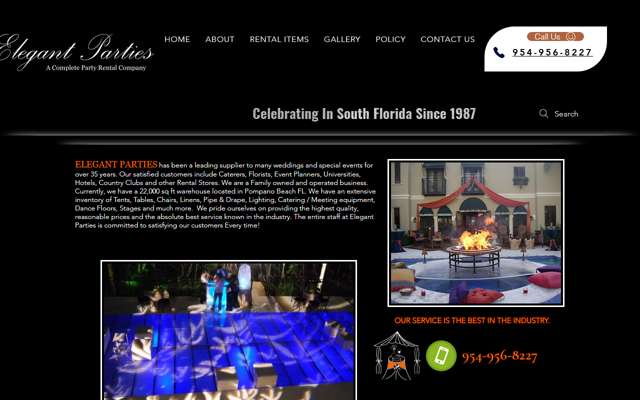 Elegant Parties
A Complete Party Rental Company
HOME ABOUT RENTAL ITEMS GALLERY POLICY CONTACT US
Call Us @
954-956-8227
Celebrating In South Florida Since 1987
Search
ELEGANT PARTIES has been a leading supplier to many weddings and special events for
over 35 years. Our satisfied customers include Caterers, Florists, Event Planners, Universities,
Hotels, Country Clubs and other Rental Stores. We are a Family owned and operated business.
Currently, we have a 22,000 sq ft warehouse located in Pompano Beach FL. We have an extensive
inventory of Tents, Tables, Chairs, Linens, Pipe & Drape, Lighting, Catering / Meeting equipment,
Dance Floors, Stages and much more. We pride ourselves on providing the highest quality,
reasonable prices and the absolute best service known in the industry. The entire staff at Elegant
Parties is committed to satisfying our customers Every time!
OUR SERVICE IS THE BEST IN THE INDUSTRY.
954-956-8227